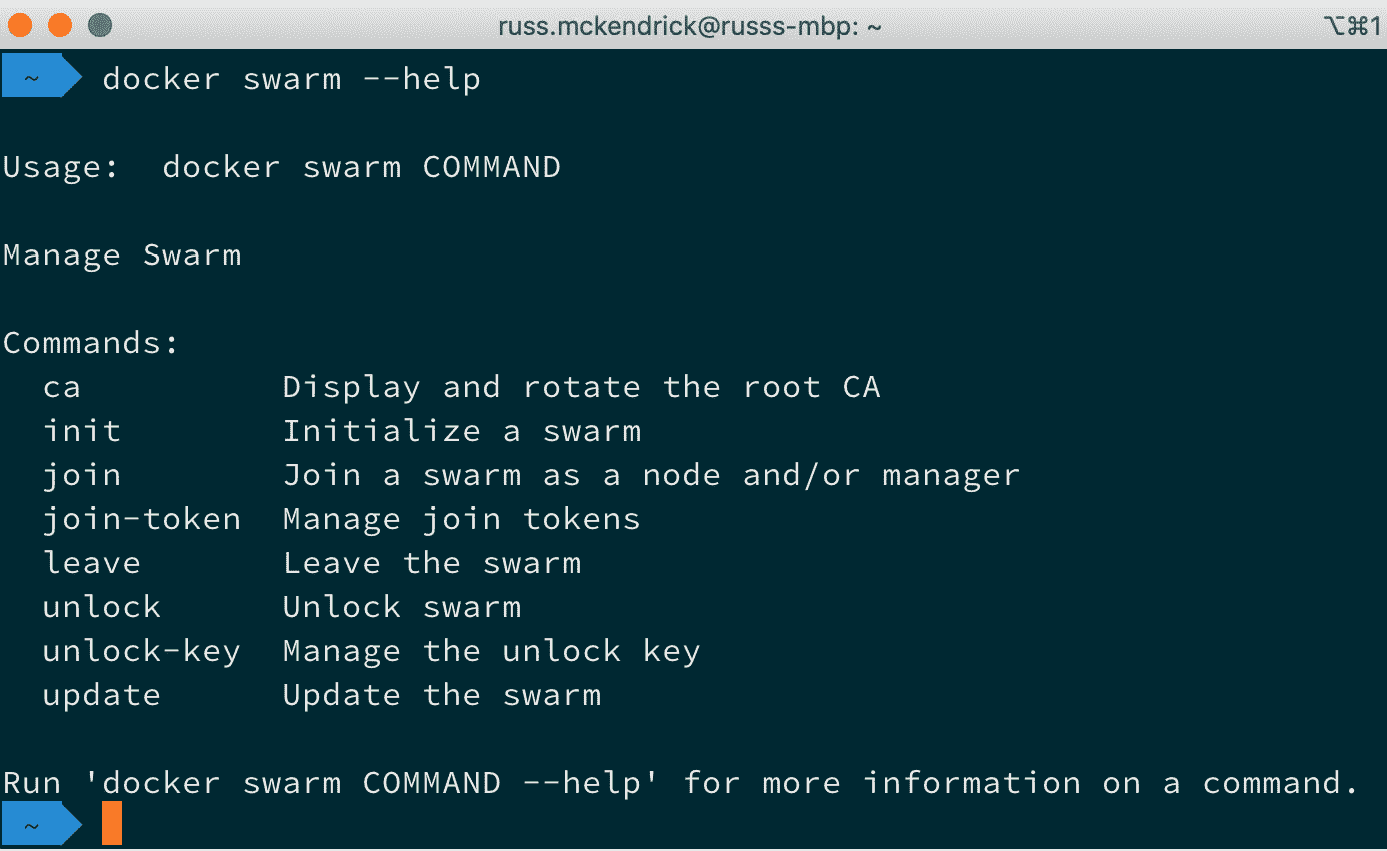 russ.mckendrick@russs-mbp: ~ ⌥⌘1
~ docker swarm --help
Usage:  docker swarm COMMAND
Manage Swarm
Commands:
  ca          Display and rotate the root CA
  init        Initialize a swarm
  join        Join a swarm as a node and/or manager
  join-token  Manage join tokens
  leave       Leave the swarm
  unlock      Unlock swarm
  unlock-key  Manage the unlock key
  update      Update the swarm
Run 'docker swarm COMMAND --help' for more information on a command.
~